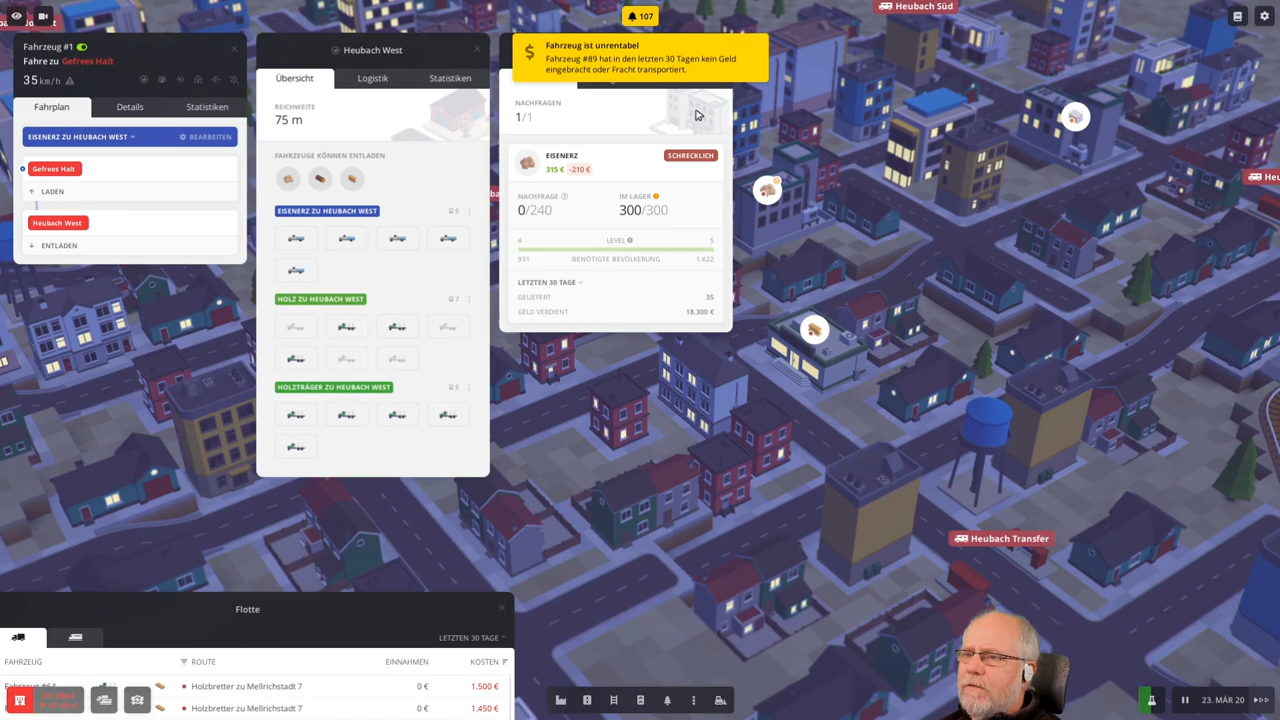 Heubach Süd
107
Fahrzeug #1
Fahre zu Gefrees Halt
35 km/h
Fahrplan
Details
Statistiken
EISENERZ ZU HEUBACH WEST
BEARBEITEN
Gefrees Halt
LADEN
Heubach West
ENTLADEN
Heubach West
Übersicht
Logistik
Statistiken
REICHWEITE
75 m
FAHRZEUGE KÖNNEN ENTLADEN
EISENERZ ZU HEUBACH WEST
5
HOLZ ZU HEUBACH WEST
7
HOLZTRÄGER ZU HEUBACH WEST
5
Fahrzeug ist unrentabel
Fahrzeug #89 hat in den letzten 30 Tagen kein Geld
eingebracht oder Fracht transportiert.
NACHFRAGEN
1/1
EISENERZ
SCHRECKLICH
315 € -210 €
NACHFRAGE
IM LAGER
0/240
300/300
4
LEVEL
5
931
BENÖTIGTE BEVÖLKERUNG
1.622
LETZTEN 30 TAGE
GELIEFERT
35
GELD VERDIENT
18.300 €
Heubach Transfer
Flotte
LETZTEN 30 TAGE
FAHRZEUG
ROUTE
EINNAHMEN
KOSTEN
Holzbretter zu Mellrichstadt 7
0 €
1.500 €
Holzbretter zu Mellrichstadt 7
0 €
1.450 €
23. MÄR 20